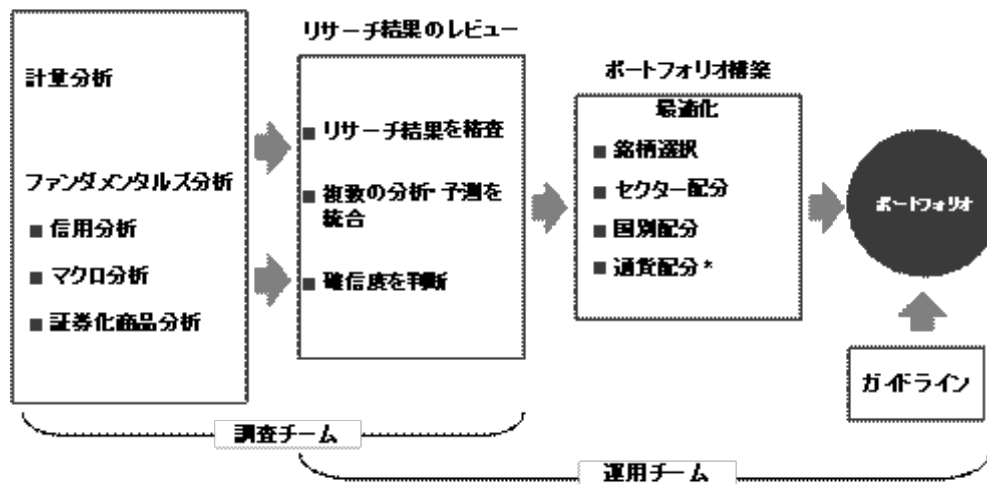 計量分析
ファンダメンタルズ分析
■ 信用分析
■ マクロ分析
■ 証券化商品分析
リサーチ結果のレビュー
■ リサーチ結果を精査
■ 複数の分析・予測を
統合
■ 確信度を判断
ポートフォリオ構築
最適化
■ 銘柄選択
■ セクター配分
■ 国別配分
■ 通貨配分*
ポートフォリオ
ガイドライン
調査チーム
運用チーム